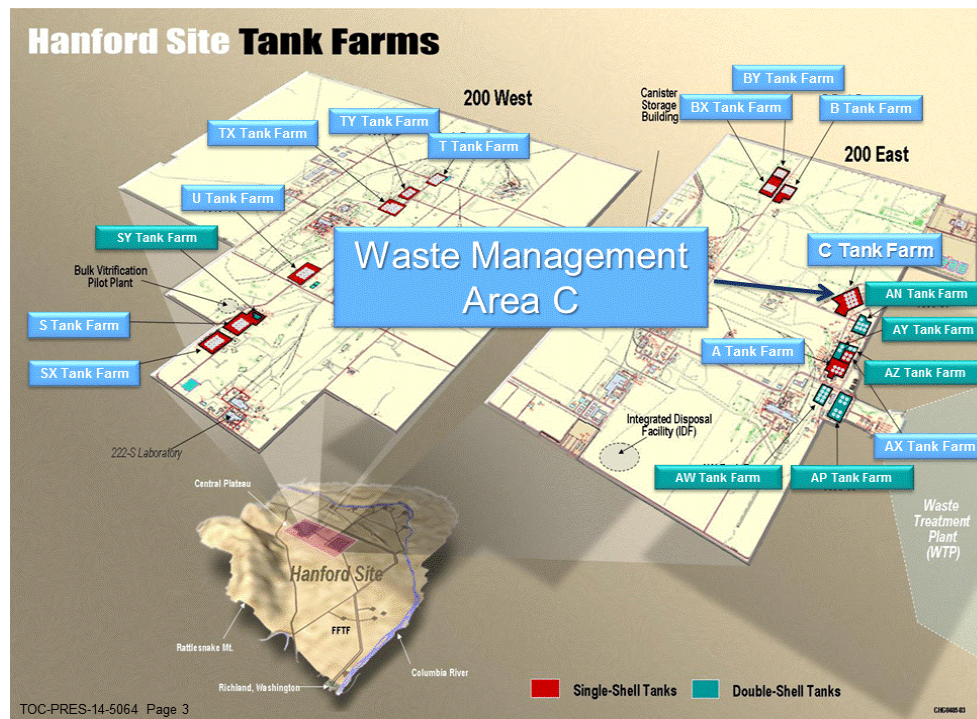 Hanford Site Tank Farms
200 West
TX Tank Farm
TY Tank Farm
T Tank Farm
U Tank Farm
SY Tank Farm
Bulk Vitrification
Pilot Plant
S Tank Farm
SX Tank Farm
222-S Laboratory
Canister
Storage
Building
BY Tank Farm
BX Tank Farm
B Tank Farm
200 East
Waste Management
Area C
C Tank Farm
AN Tank Farm
AY Tank Farm
A Tank Farm
AZ Tank Farm
Integrated Disposal
Facility (IDF)
AX Tank Farm
AW Tank Farm
AP Tank Farm
Waste
Treatment
Plant
(WTP)
Central Plateau
Hanford Site
FFTF
Rattlesnake Mt.
Columbia River
Richland, Washington
Single-Shell Tanks
Double-Shell Tanks
TOC-PRES-14-5064 Page 3